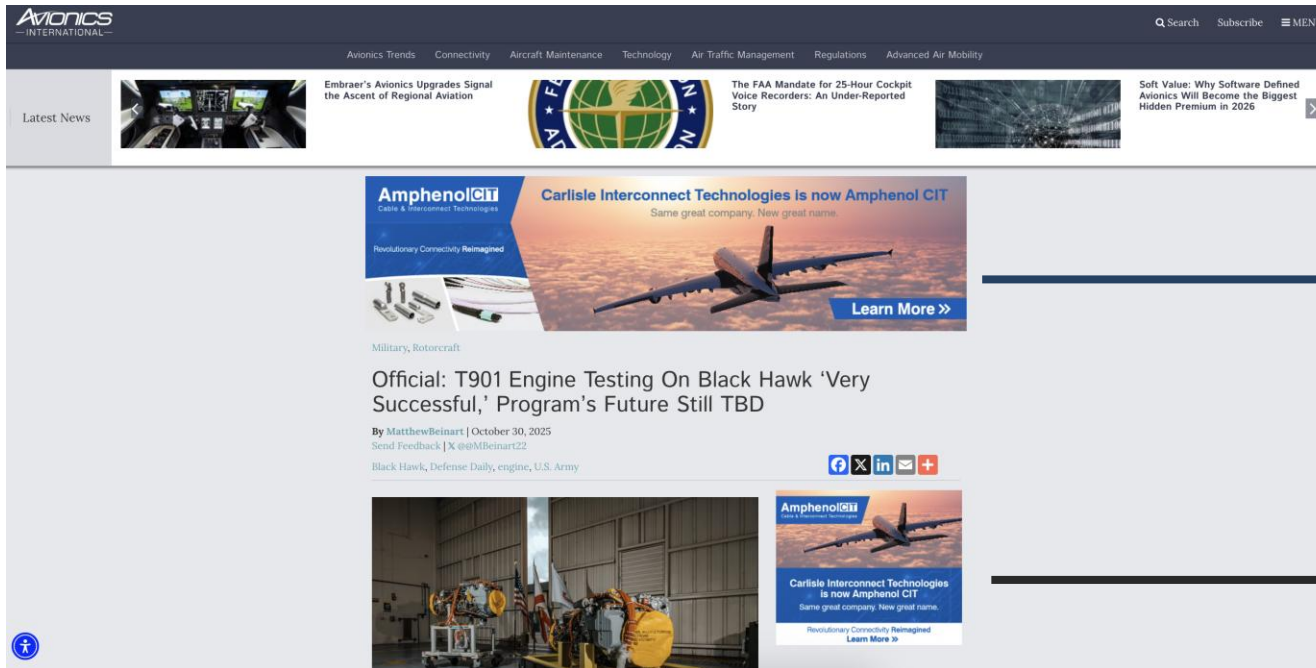 AVIONICS
—INTERNATIONAL—
Search Subscribe MEN
Avionics Trends Connectivity Aircraft Maintenance Technology Air Traffic Management Regulations Advanced Air Mobility
Latest News
Embraer's Avionics Upgrades Signal
the Ascent of Regional Aviation
The FAA Mandate for 25-Hour Cockpit
Voice Recorders: An Under-Reported
Story
Soft Value: Why Software Defined
Avionics Will Become the Biggest
Hidden Premium in 2026
Amphenol CIT
Cable & Interconnect Technologies
Revolutionary Connectivity Reimagined
Carlisle Interconnect Technologies is now Amphenol CIT
Same great company. New great name.
Learn More »
Military, Rotorcraft
Official: T901 Engine Testing On Black Hawk ‘Very
Successful,’ Program’s Future Still TBD
By MatthewBeinart | October 30, 2025
Send Feedback | X @@MBeinart22
Black Hawk, Defense Daily, engine, U.S. Army
Amphenol CIT
Cable & Interconnect Technologies
Carlisle Interconnect Technologies
is now Amphenol CIT
Same great company. New great name.
Revolutionary Connectivity Reimagined
Learn More »